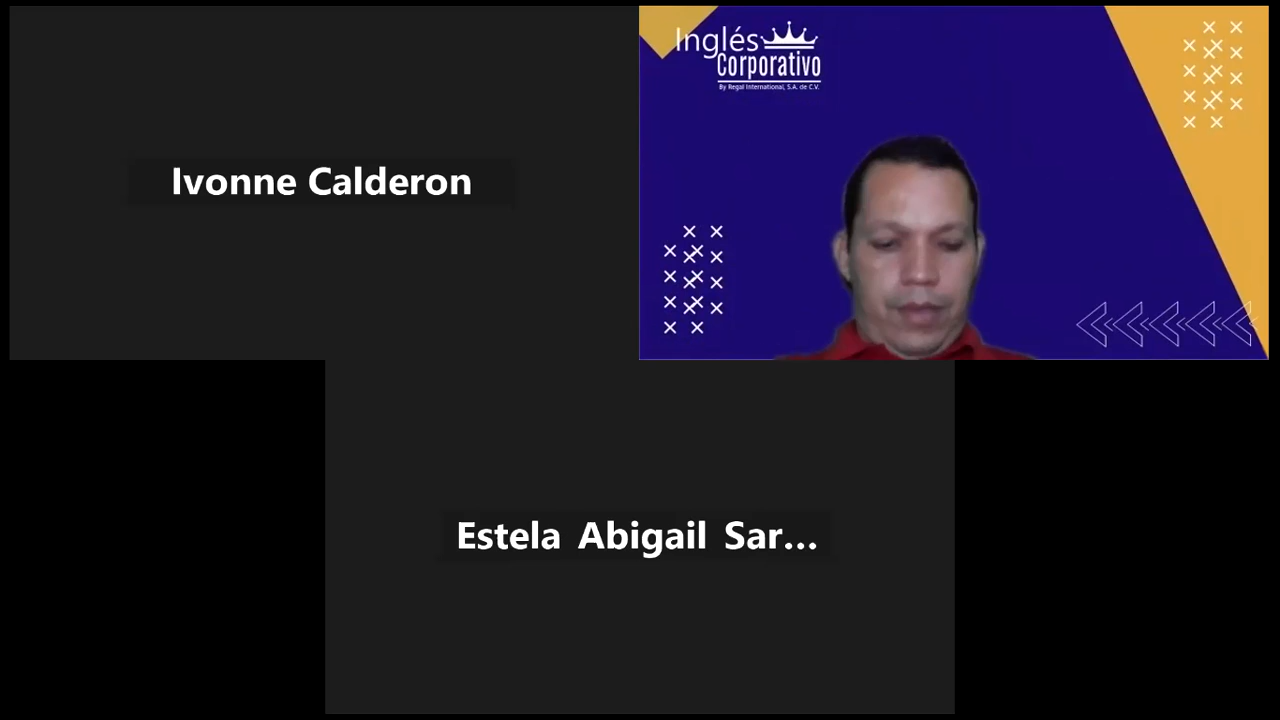 Ivonne Calderon
Inglés
Corporativo
By Regal International, S.A. de C.V.
Estela Abigail Sar...